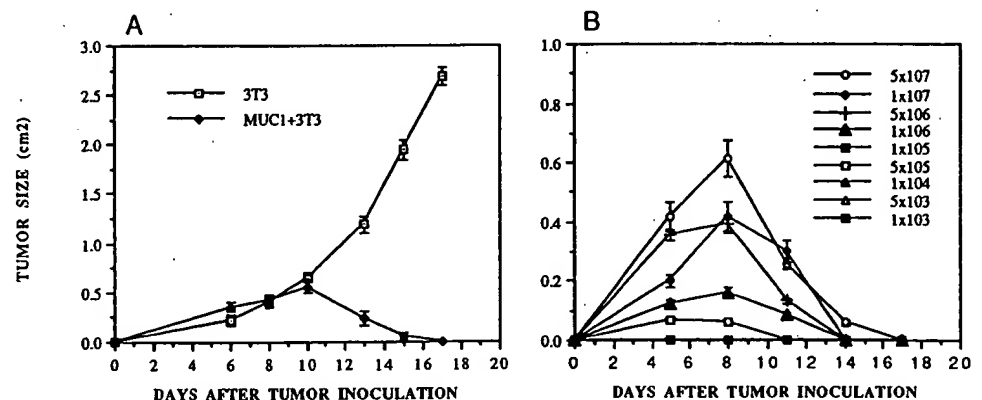 A
TUMOR SIZE (cm2)
3.0
2.5
2.0
1.5
1.0
0.5
0.0
3T3
MUC1+3T3
0 2 4 6 8 10 12 14 16 18 20
DAYS AFTER TUMOR INOCULATION
B
1.0
0.8
0.6
0.4
0.2
0.0
5x107
1x107
5x106
1x106
1x105
5x105
1x104
5x103
1x103
0 2 4 6 8 10 12 14 16 18 20
DAYS AFTER TUMOR INOCULATION